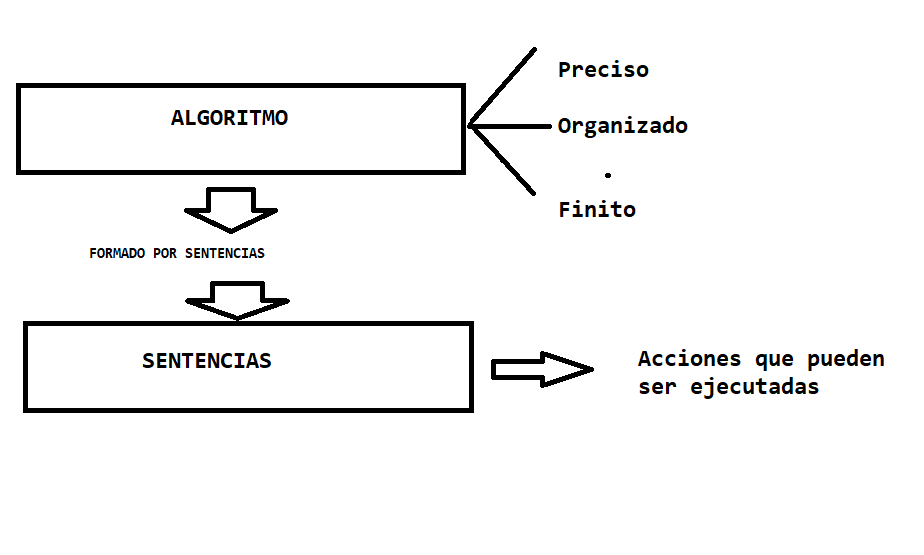 ALGORITMO
Preciso
Organizado
Finito
FORMADO POR SENTENCIAS
SENTENCIAS
Acciones que pueden
ser ejecutadas